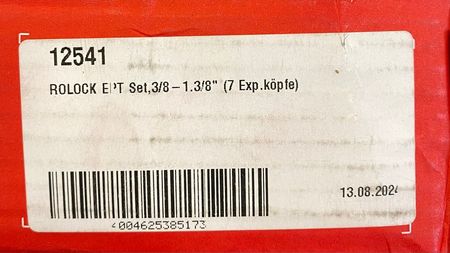 12541
ROLOCK EPT Set,3/8 – 1.3/8" (7 Exp.köpfe)
13.08.2024
4004625385173